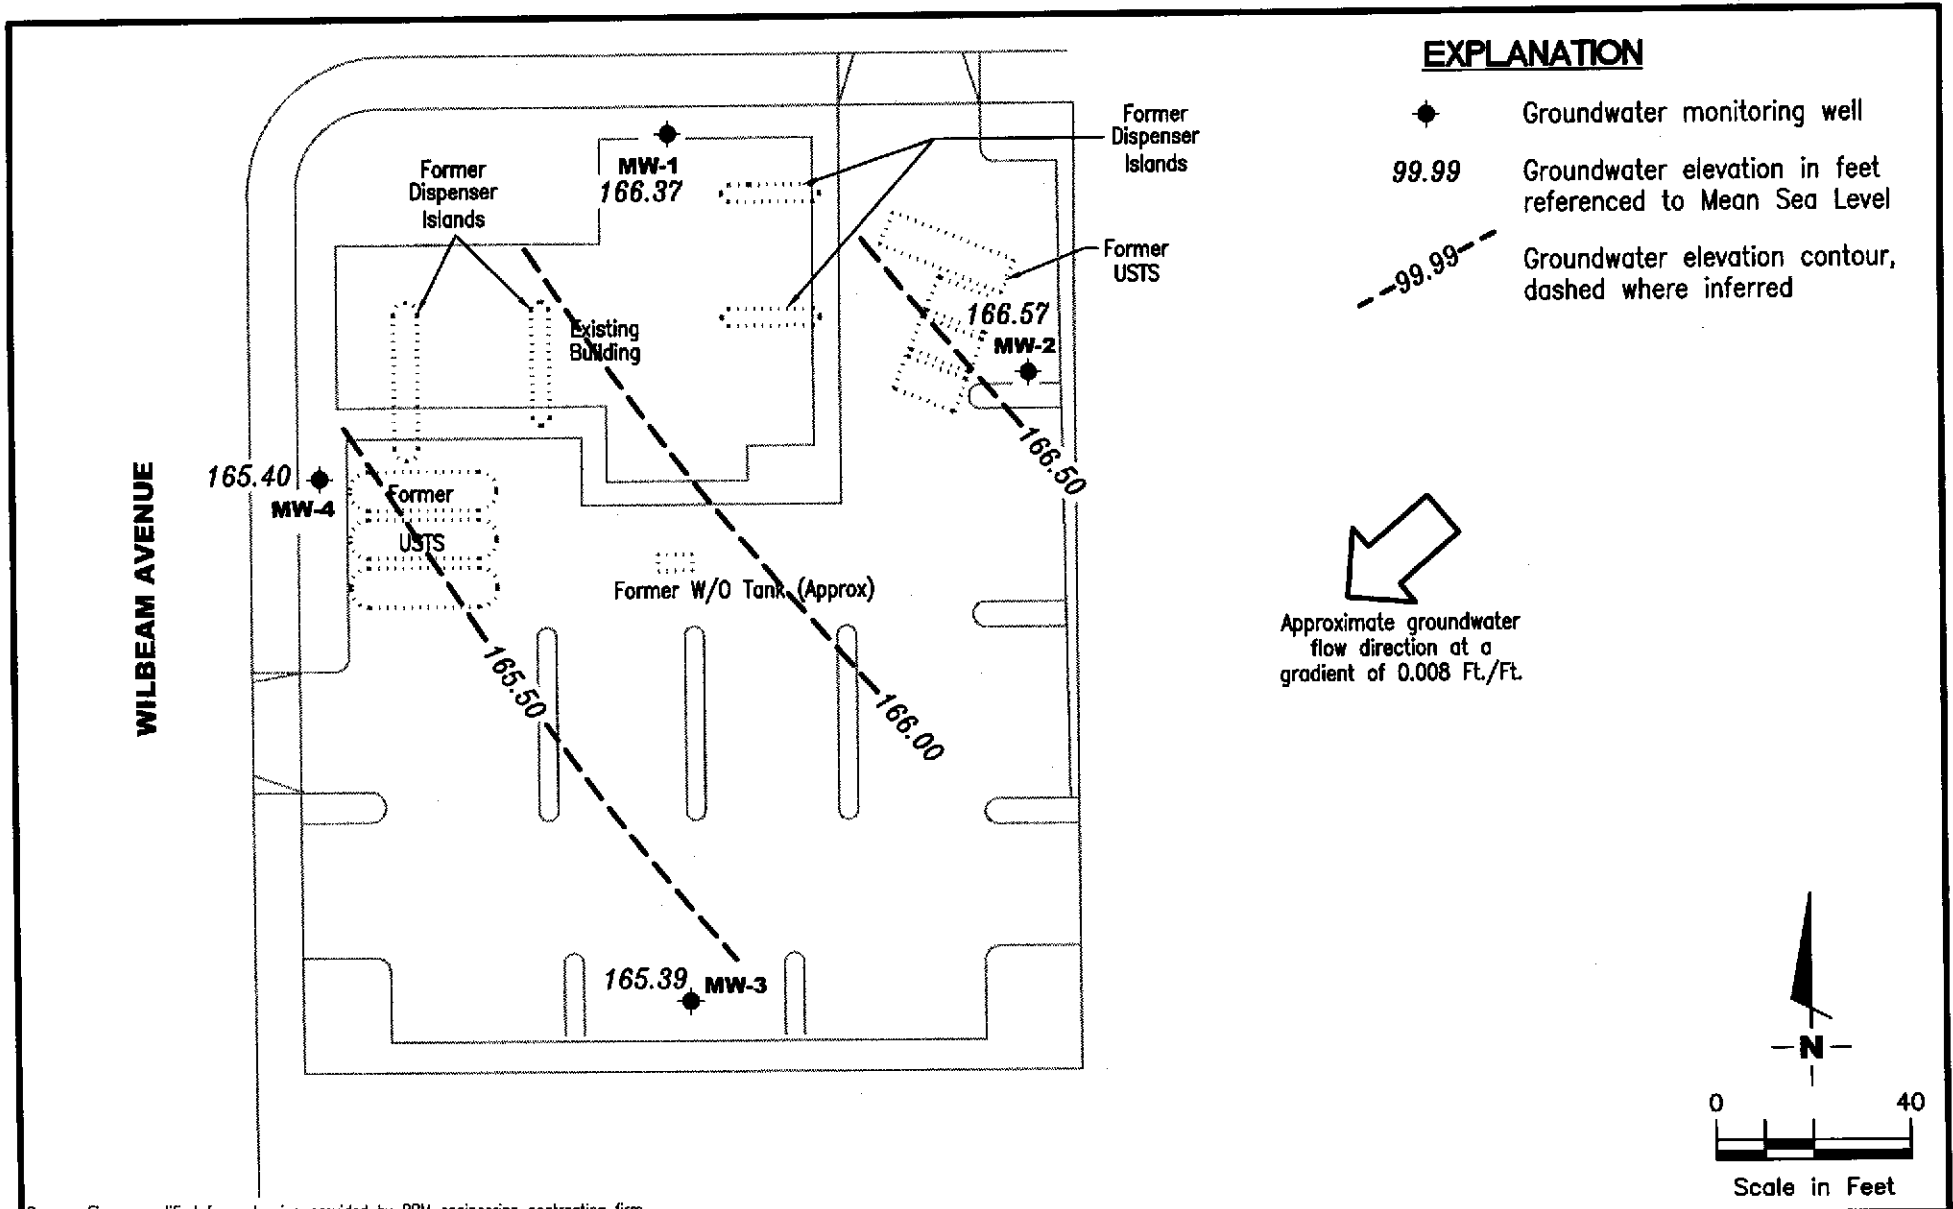 EXPLANATION
Groundwater monitoring well
99.99
Groundwater elevation in feet
referenced to Mean Sea Level
99.99
Groundwater elevation contour,
dashed where inferred
Former
Dispenser
Islands
MW-1
166.37
Former
Dispenser
Islands
Former
USTS
166.57
MW-2
Existing
Building
166.50
165.40
MW-4
Former
USTS
WILBEAM AVENUE
Former W/O Tank (Approx)
165.50
166.00
Approximate groundwater
flow direction at a
gradient of 0.008 Ft./Ft.
165.39
MW-3
N
0 40
Scale in Feet